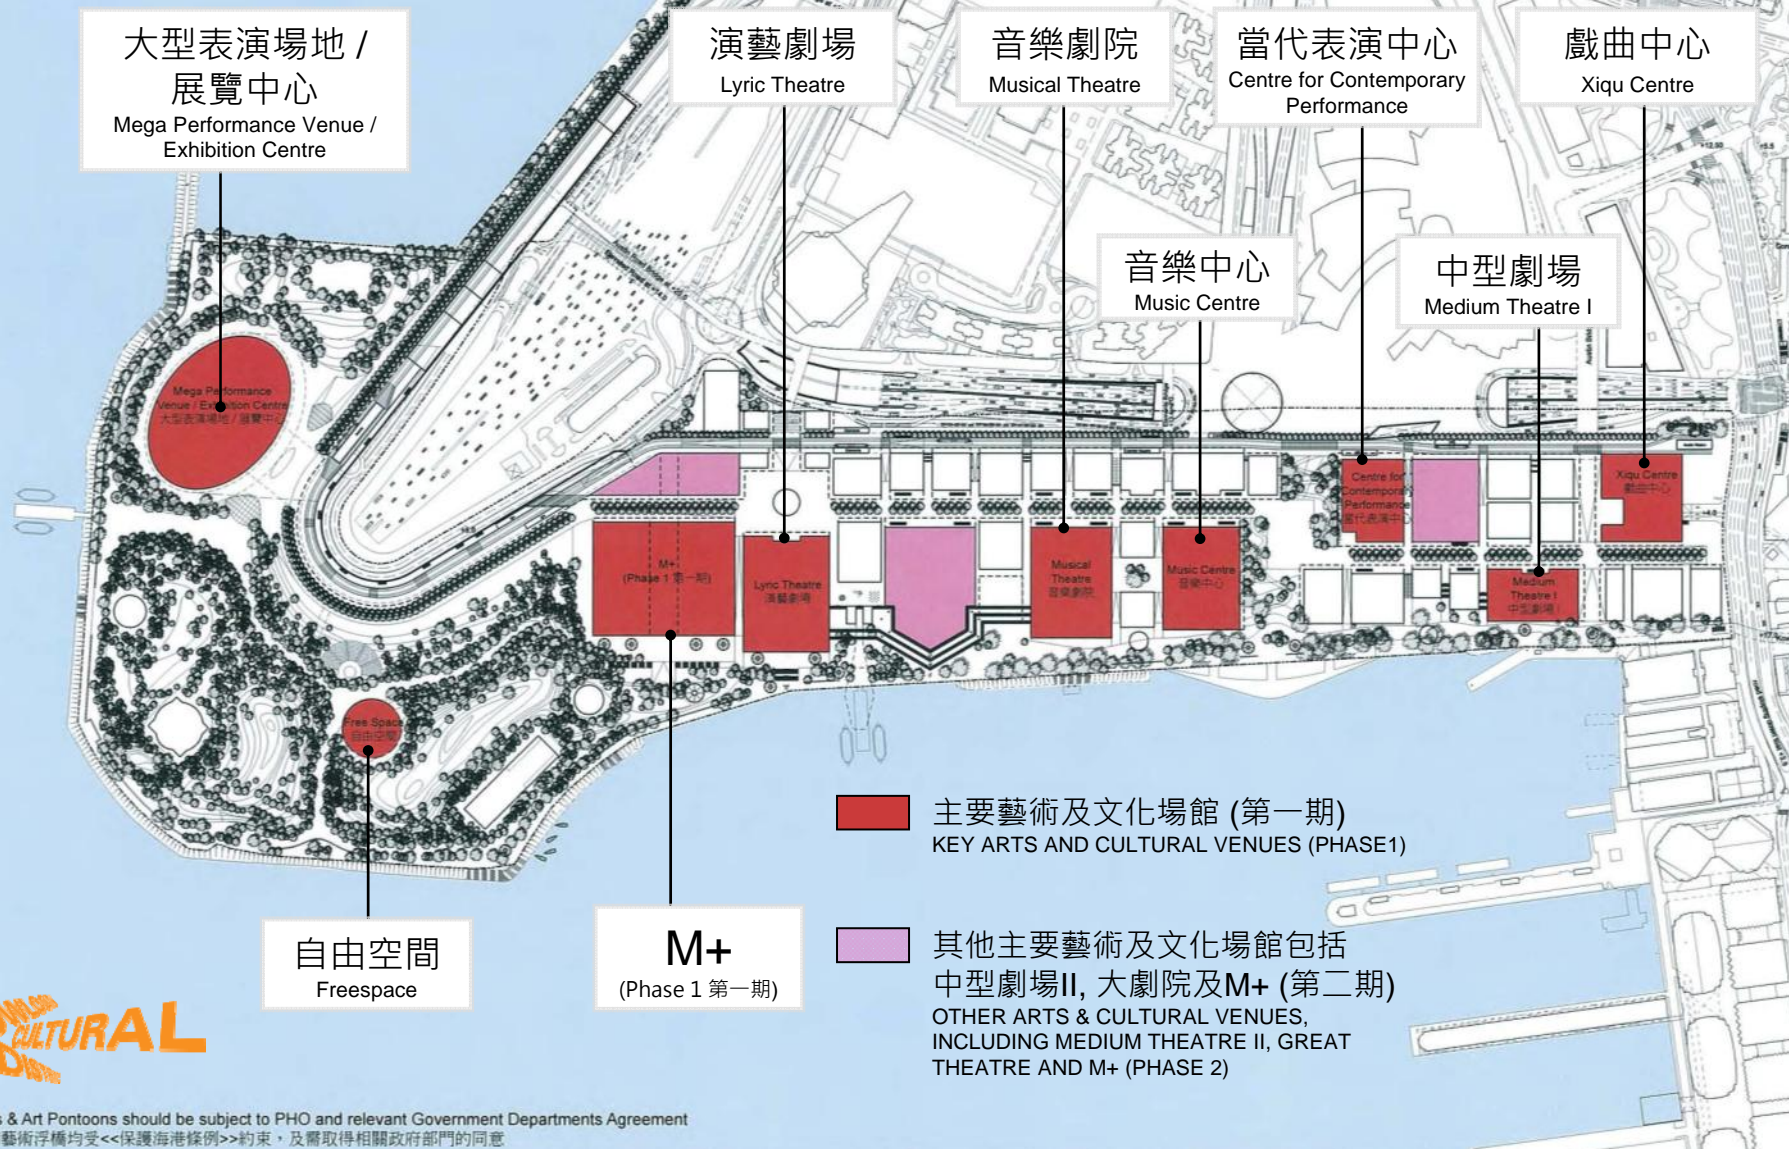 大型表演場地 /
展覽中心
Mega Performance Venue /
Exhibition Centre
演藝劇場
Lyric Theatre
音樂劇院
Musical Theatre
當代表演中心
Centre for Contemporary
Performance
戲曲中心
Xiqu Centre
音樂中心
Music Centre
中型劇場
Medium Theatre I
Mega Performance
Venue / Exhibition Centre
大型表演場地 / 展覽中心
M+
(Phase 1 第一期)
Lyric Theatre
演藝劇場
Musical
Theatre
音樂劇院
Music Centre
音樂中心
Centre for
Contemporary
Performance
當代表演中心
Xiqu Centre
戲曲中心
Medium
Theatre I
中型劇場 I
Free Space
自由空間
自由空間
Freespace
M+
(Phase 1 第一期)
主要藝術及文化場館 (第一期)
KEY ARTS AND CULTURAL VENUES (PHASE1)
其他主要藝術及文化場館包括
中型劇場II, 大劇院及M+ (第二期)
OTHER ARTS & CULTURAL VENUES,
INCLUDING MEDIUM THEATRE II, GREAT
THEATRE AND M+ (PHASE 2)
CULTURAL
s & Art Pontoons should be subject to PHO and relevant Government Departments Agreement
藝術浮橋均受<<保護海港條例>>約束，及需取得相關政府部門的同意